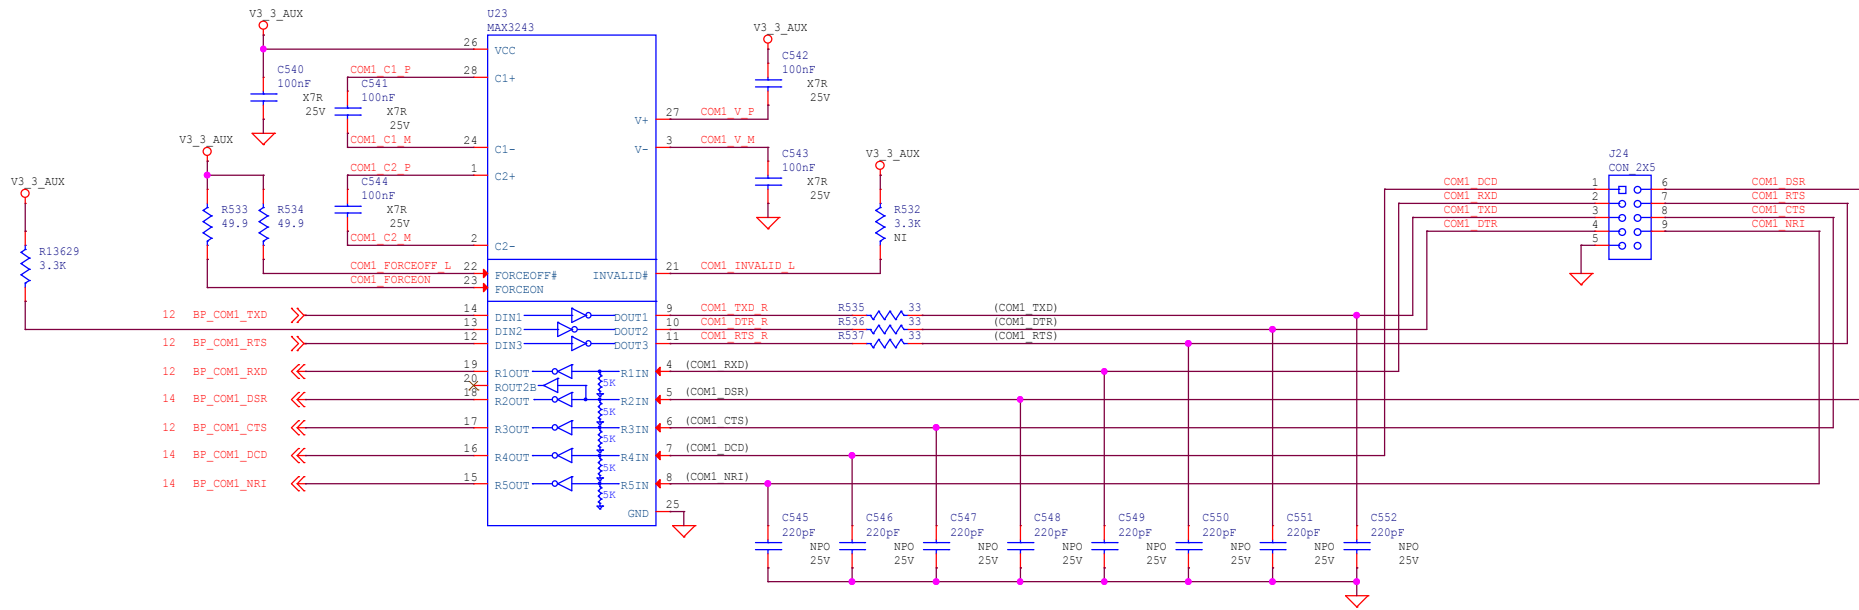 V3_3_AUX
U23
MAX3243
V3_3_AUX
26
VCC
C540
100nF
X7R
25V
COM1_C1_P
28
C1+
C541
100nF
X7R
25V
COM1_C1_M
24
C1-
C542
100nF
X7R
25V
V+
27
COM1_V_P
V-
3
COM1_V_M
C543
100nF
X7R
25V
V3_3_AUX
V3_3_AUX
V3_3_AUX
COM1_C2_P
1
C2+
C544
100nF
X7R
25V
COM1_C2_M
2
C2-
R533
49.9
R534
49.9
R13629
3.3K
R532
3.3K
NI
COM1_FORCEOFF_L
22
FORCEOFF#
COM1_FORCEON
23
FORCEON
INVALID#
21
COM1_INVALID_L
J24
CON_2X5
COM1_DCD
1
6
COM1_DSR
COM1_RXD
2
7
COM1_RTS
COM1_TXD
3
8
COM1_CTS
COM1_DTR
4
9
COM1_NRI
5
12 BP_COM1_TXD
14
DIN1
DOUT1
9
COM1_TXD_R
R535
33
(COM1_TXD)
13
DIN2
DOUT2
10
COM1_DTR_R
R536
33
(COM1_DTR)
12 BP_COM1_RTS
12
DIN3
DOUT3
11
COM1_RTS_R
R537
33
(COM1_RTS)
12 BP_COM1_RXD
19
R1OUT
5K
R1IN
4
(COM1_RXD)
20
ROUT2B
14 BP_COM1_DSR
18
R2OUT
5K
R2IN
5
(COM1_DSR)
12 BP_COM1_CTS
17
R3OUT
5K
R3IN
6
(COM1_CTS)
14 BP_COM1_DCD
16
R4OUT
5K
R4IN
7
(COM1_DCD)
14 BP_COM1_NRI
15
R5OUT
5K
R5IN
8
(COM1_NRI)
GND
25
C545
220pF
NPO
25V
C546
220pF
NPO
25V
C547
220pF
NPO
25V
C548
220pF
NPO
25V
C549
220pF
NPO
25V
C550
220pF
NPO
25V
C551
220pF
NPO
25V
C552
220pF
NPO
25V